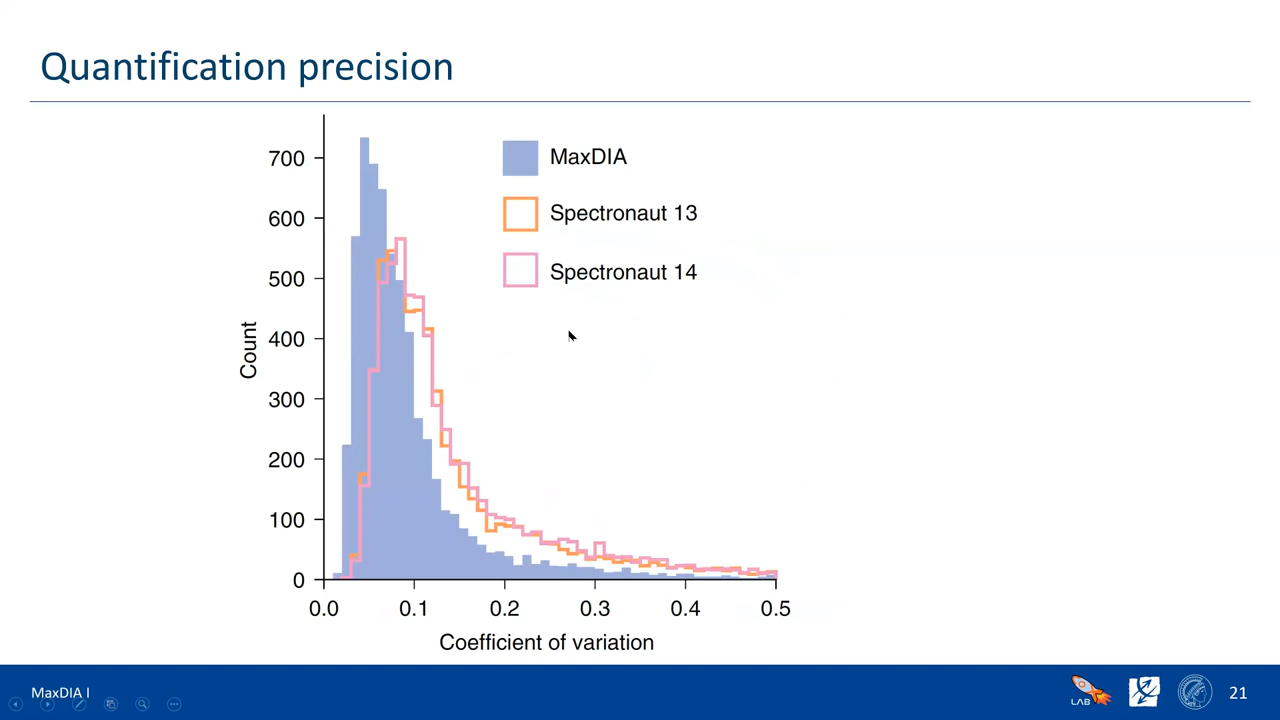 Quantification precision
MaxDIA
Spectronaut 13
Spectronaut 14
Count
700
600
500
400
300
200
100
0
0.0 0.1 0.2 0.3 0.4 0.5
Coefficient of variation
MaxDIA I
LAB
21